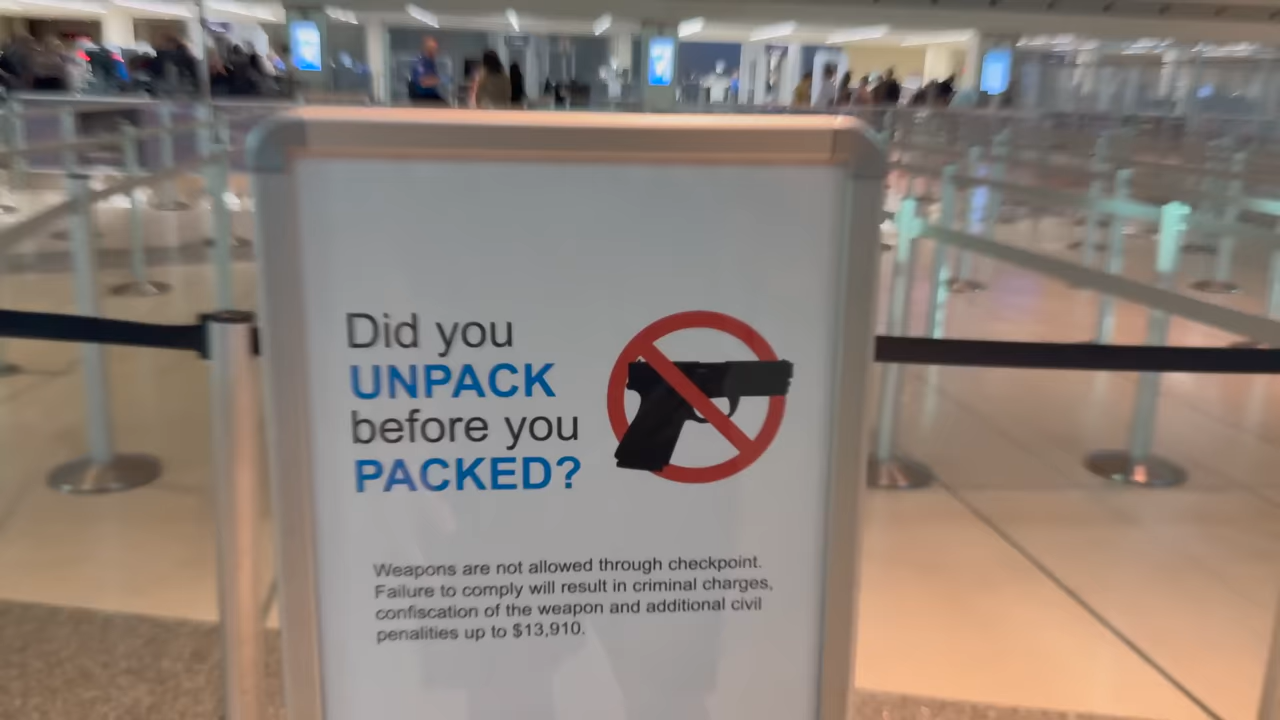 Did you
UNPACK
before you
PACKED?
Weapons are not allowed through checkpoint.
Failure to comply will result in criminal charges,
confiscation of the weapon and additional civil
penalities up to $13,910.